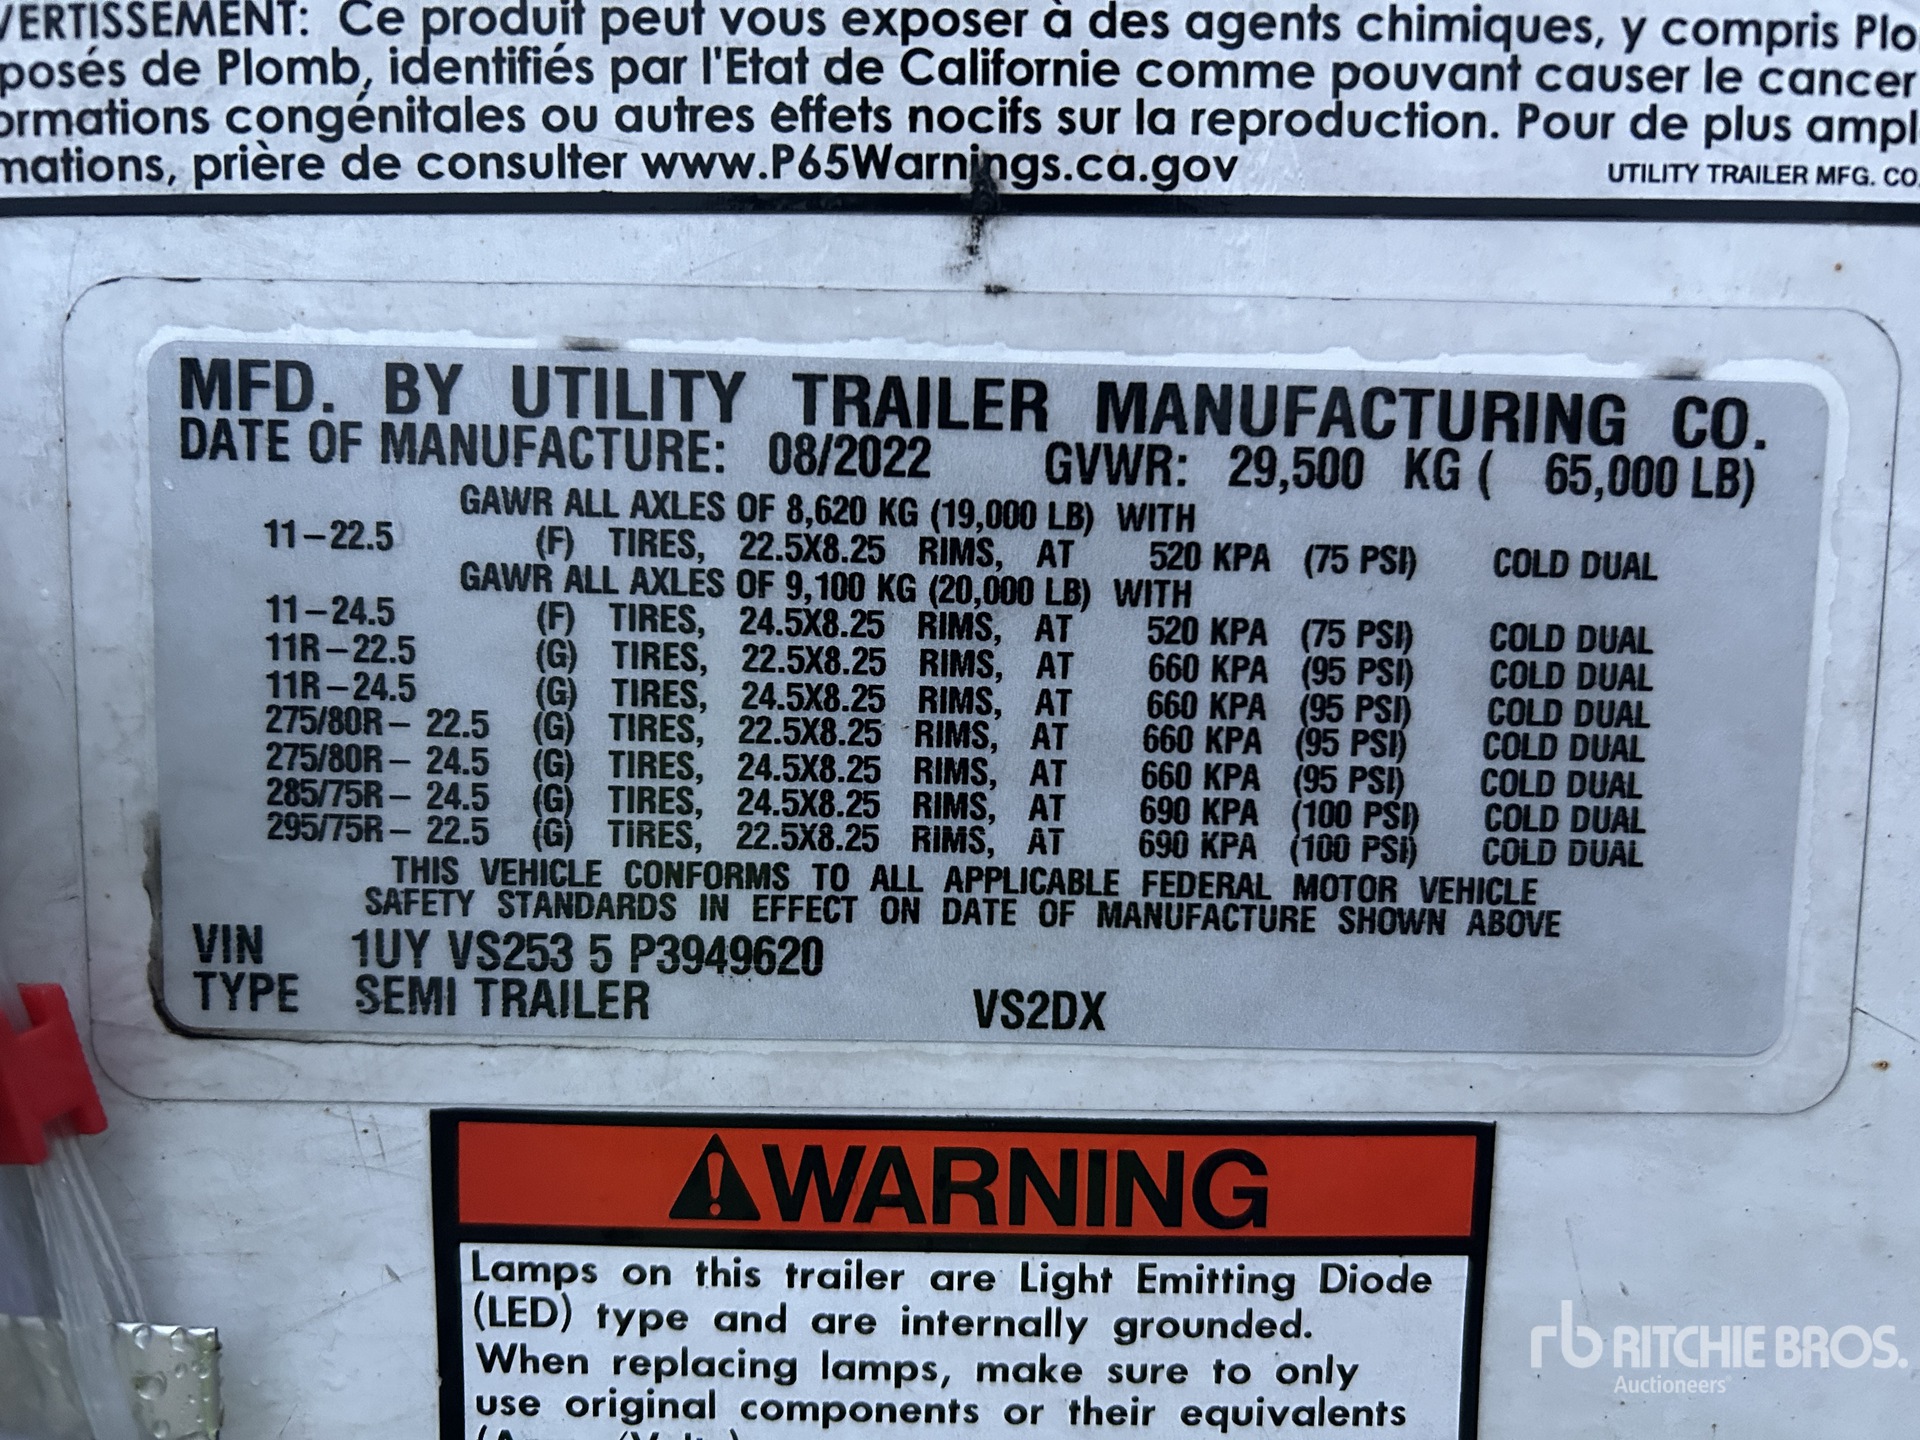 VERTISSEMENT: Ce produit peut vous exposer à des agents chimiques, y compris Plo
posés de Plomb, identifiés par l'Etat de Californie comme pouvant causer le cancer
ormations congénitales ou autres effets nocifs sur la reproduction. Pour de plus ampl
mations, prière de consulter www.P65Warnings.ca.gov
UTILITY TRAILER MFG. CO.
MFD. BY UTILITY TRAILER MANUFACTURING CO.
DATE OF MANUFACTURE: 08/2022 GVWR: 29,500 KG ( 65,000 LB)
GAWR ALL AXLES OF 8,620 KG (19,000 LB) WITH
11-22.5 (F) TIRES, 22.5X8.25 RIMS, AT 520 KPA (75 PSI) COLD DUAL
GAWR ALL AXLES OF 9,100 KG (20,000 LB) WITH
11-24.5 (F) TIRES, 24.5X8.25 RIMS, AT 520 KPA (75 PSI) COLD DUAL
11R-22.5 (G) TIRES, 22.5X8.25 RIMS, AT 660 KPA (95 PSI) COLD DUAL
11R-24.5 (G) TIRES, 24.5X8.25 RIMS, AT 660 KPA (95 PSI) COLD DUAL
275/80R- 22.5 (G) TIRES, 22.5X8.25 RIMS, AT 660 KPA (95 PSI) COLD DUAL
275/80R- 24.5 (G) TIRES, 24.5X8.25 RIMS, AT 660 KPA (95 PSI) COLD DUAL
285/75R- 24.5 (G) TIRES, 24.5X8.25 RIMS, AT 690 KPA (100 PSI) COLD DUAL
295/75R- 22.5 (G) TIRES, 22.5X8.25 RIMS, AT 690 KPA (100 PSI) COLD DUAL
THIS VEHICLE CONFORMS TO ALL APPLICABLE FEDERAL MOTOR VEHICLE
SAFETY STANDARDS IN EFFECT ON DATE OF MANUFACTURE SHOWN ABOVE
VIN 1UY VS253 5 P3949620
TYPE SEMI TRAILER VS2DX
WARNING
Lamps on this trailer are Light Emitting Diode
(LED) type and are internally grounded.
When replacing lamps, make sure to only
use original components or their equivalents
rb RITCHIE BROS.
Auctioneers